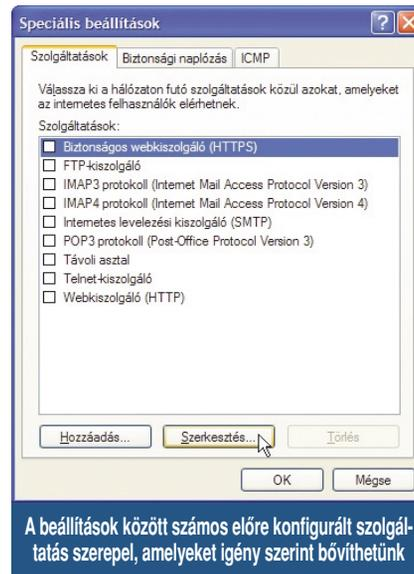 Speciális beállítások
Szolgáltatások Biztonsági naplózás ICMP
Válassza ki a hálózaton futó szolgáltatások közül azokat, amelyeket
az internetes felhasználók elérhetnek.
Szolgáltatások:
Biztonságos webkiszolgáló (HTTPS)
FTP-kiszolgáló
IMAP3 protokoll (Internet Mail Access Protocol Version 3)
IMAP4 protokoll (Internet Mail Access Protocol Version 4)
Internetes levelezési kiszolgáló (SMTP)
POP3 protokoll (Post-Office Protocol Version 3)
Távoli asztal
Telnet-kiszolgáló
Webkiszolgáló (HTTP)
Hozzáadás... Szerkesztés... Törlés
OK Mégse
A beállítások között számos előre konfigurált szolgál-
tatás szerepel, amelyeket igény szerint bővíthetünk